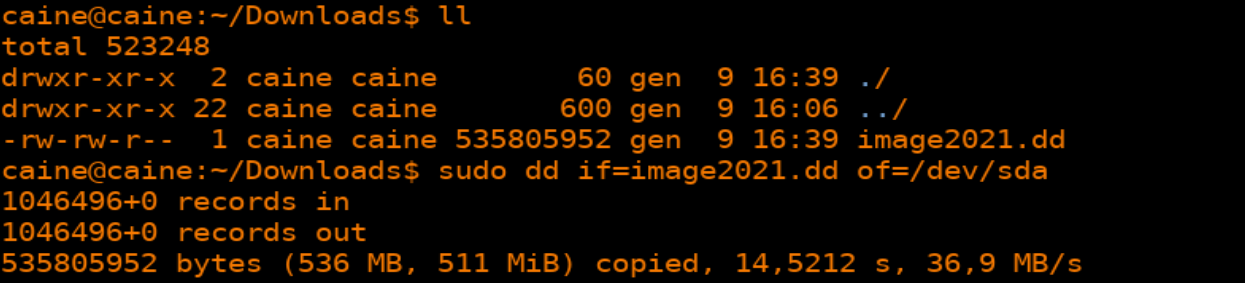 caine@caine:~/Downloads$ ll
total 523248
drwxr-xr-x  2 caine caine        60 gen  9 16:39 ./
drwxr-xr-x 22 caine caine       600 gen  9 16:06 ../
-rw-rw-r--  1 caine caine 535805952 gen  9 16:39 image2021.dd
caine@caine:~/Downloads$ sudo dd if=image2021.dd of=/dev/sda
1046496+0 records in
1046496+0 records out
535805952 bytes (536 MB, 511 MiB) copied, 14,5212 s, 36,9 MB/s